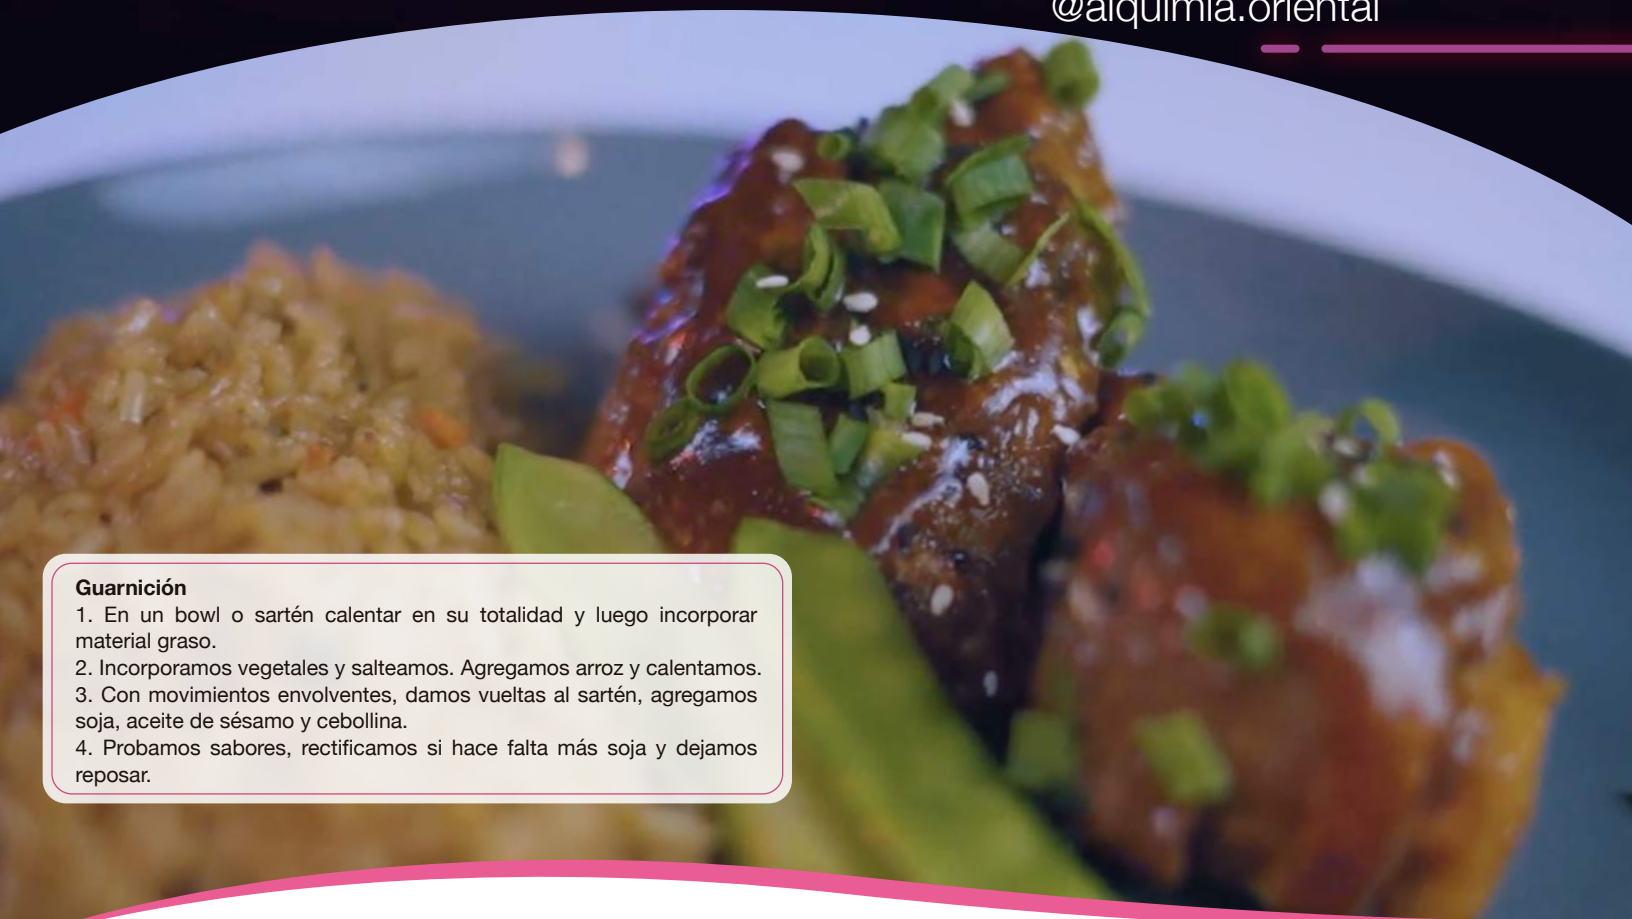 @alquimia.oriental
Guarnición
1. En un bowl o sartén calentar en su totalidad y luego incorporar
material graso.
2. Incorporamos vegetales y salteamos. Agregamos arroz y calentamos.
3. Con movimientos envolventes, damos vueltas al sartén, agregamos
soja, aceite de sésamo y cebollina.
4. Probamos sabores, rectificamos si hace falta más soja y dejamos
reposar.